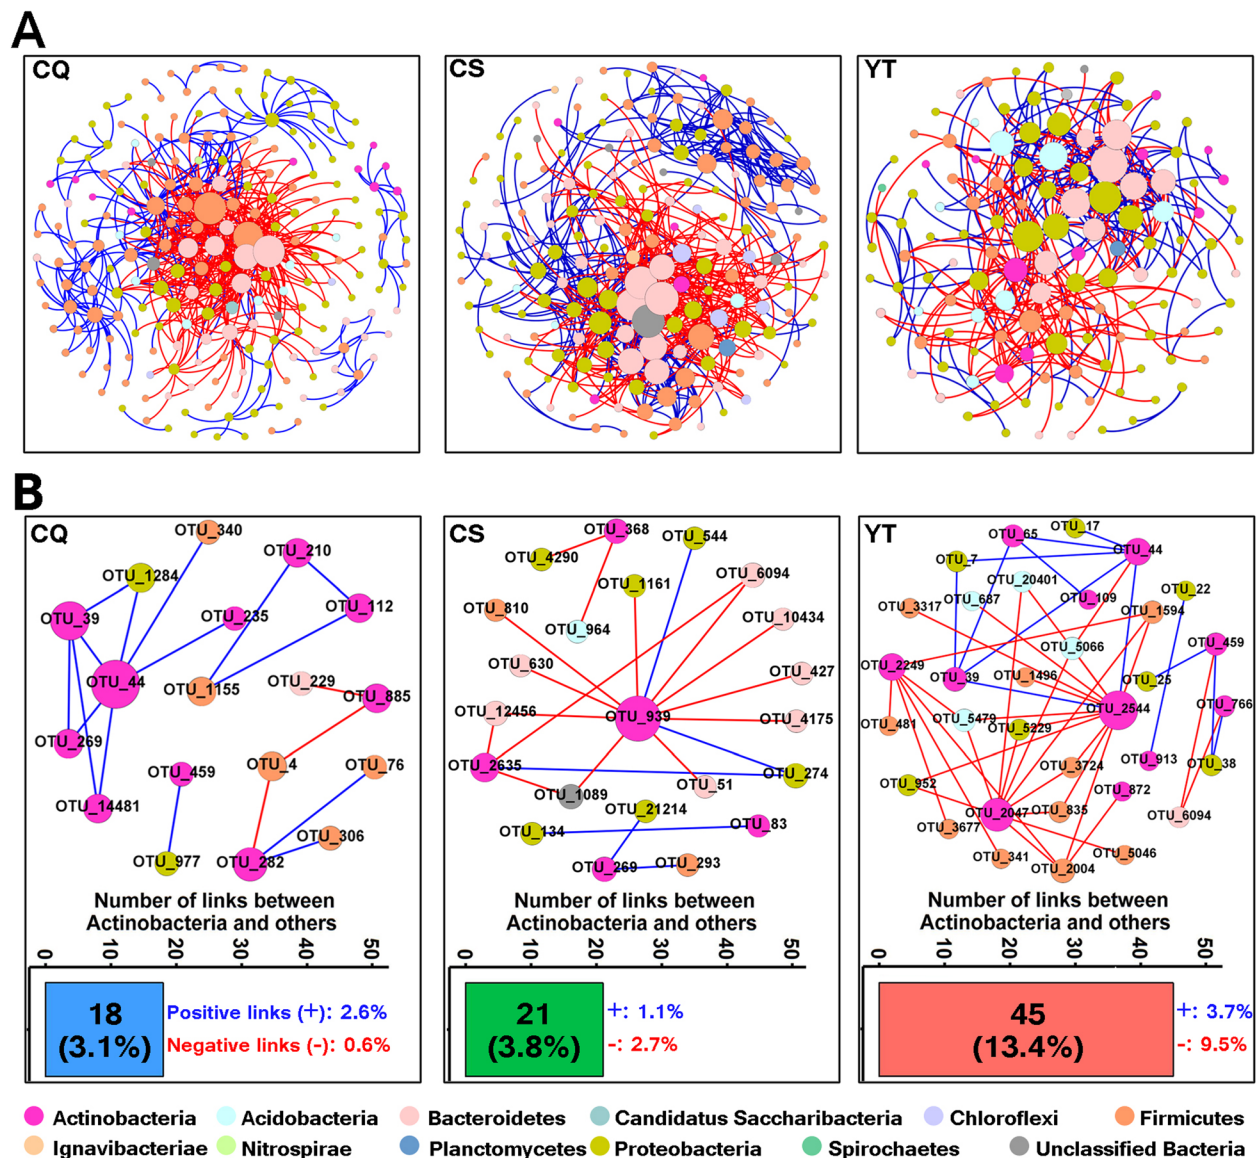 A
CQ
CS
YT
B
CQ
OTU_340
OTU_210
OTU_1284
OTU_39
OTU_235
OTU_112
OTU_44
OTU_1155
OTU_229
OTU_885
OTU_269
OTU_459
OTU_4
OTU_76
OTU_14481
OTU_306
OTU_977
OTU_282
Number of links between
Actinobacteria and others
0 10 20 30 40 50
18
(3.1%)
Positive links (+): 2.6%
Negative links (-): 0.6%
CS
OTU_368
OTU_544
OTU_4290
OTU_6094
OTU_1161
OTU_810
OTU_10434
OTU_964
OTU_630
OTU_427
OTU_12456
OTU_939
OTU_4175
OTU_2635
OTU_274
OTU_51
OTU_1089
OTU_21214
OTU_134
OTU_83
OTU_269
OTU_293
Number of links between
Actinobacteria and others
0 10 20 30 40 50
21
(3.8%)
+: 1.1%
-: 2.7%
YT
OTU_17
OTU_65
OTU_44
OTU_7
OTU_20401
OTU_22
OTU_687
OTU_109
OTU_3317
OTU_1594
OTU_459
OTU_5066
OTU_2249
OTU_39
OTU_1496
OTU_25
OTU_766
OTU_2544
OTU_481
OTU_5479
OTU_5229
OTU_913
OTU_38
OTU_3724
OTU_952
OTU_872
OTU_2047
OTU_835
OTU_6094
OTU_3677
OTU_341
OTU_5046
OTU_2004
Number of links between
Actinobacteria and others
0 10 20 30 40 50
45
(13.4%)
+: 3.7%
-: 9.5%
Actinobacteria Acidobacteria Bacteroidetes Candidatus Saccharibacteria Chloroflexi Firmicutes
Ignavibacteriae Nitrospirae Planctomycetes Proteobacteria Spirochaetes Unclassified Bacteria